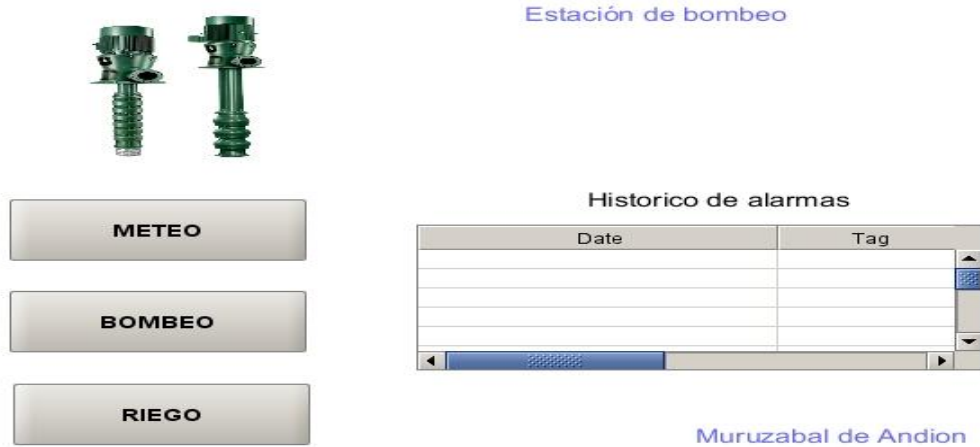 Estación de bombeo
METEO
BOMBEO
RIEGO
Historico de alarmas
Date Tag
Muruzabal de Andion